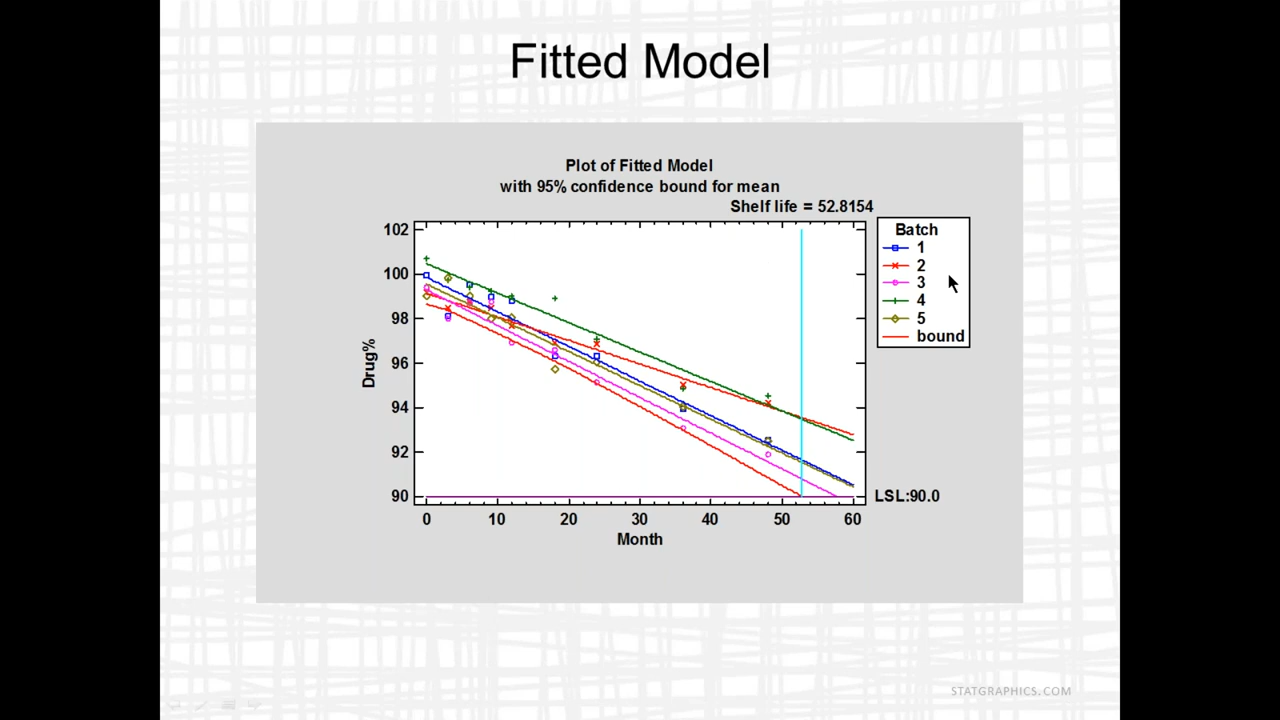 Fitted Model
Plot of Fitted Model
with 95% confidence bound for mean
Shelf life = 52.8154
Batch
1
2
3
4
5
bound
Drug%
102
100
98
96
94
92
90
LSL:90.0
0 10 20 30 40 50 60
Month
STATGRAPHICS.COM